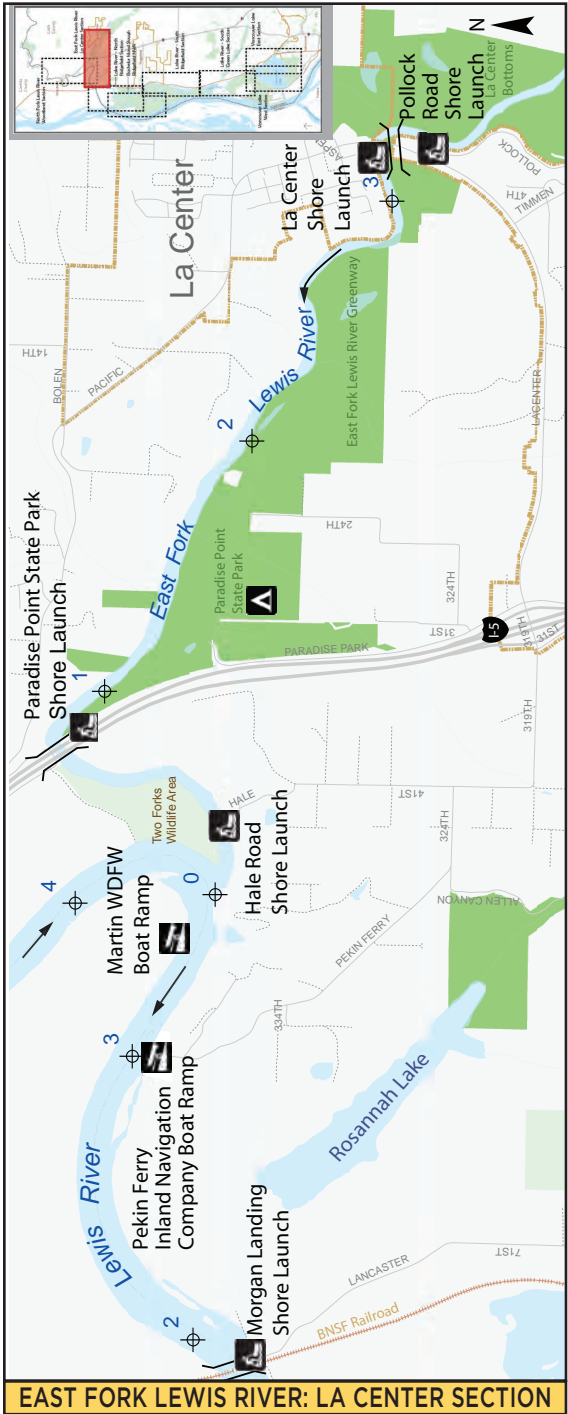 EAST FORK LEWIS RIVER: LA CENTER SECTION
N
La Center
La Center
Shore
Launch
3
Pollock
Road
Shore
Launch
La Center
Bottoms
POLLOCK
4TH
TIMMEN
14TH
BOLEN
PACIFIC
East Fork
Lewis River
2
East Fork Lewis River Greenway
LACENTER
Paradise Point State Park
Shore Launch
1
Paradise Point
State Park
24TH
324TH
31ST
PARADISE PARK
I-5
319TH
31ST
319TH
Two Forks
Wildlife Area
HALE
41ST
324TH
Hale Road
Shore Launch
0
4
Martin WDFW
Boat Ramp
ALLEN CANYON
PEKIN FERRY
334TH
3
Pekin Ferry
Inland Navigation
Company Boat Ramp
Lewis River
Rosannah Lake
2
Morgan Landing
Shore Launch
LANCASTER
71ST
BNSF Railroad